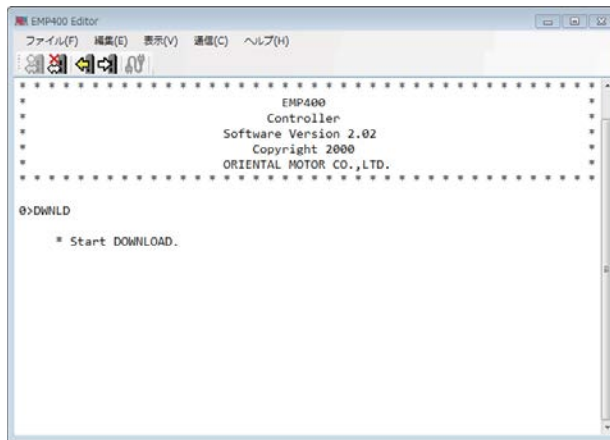 EMP400 Editor
ファイル(F) 編集(E) 表示(V) 通信(C) ヘルプ(H)
* * * * * * * * * * * * * * * * * * * * * * * * * * * * * * * * * * * * * * * *
* EMP400 *
* Controller *
* Software Version 2.02 *
* Copyright 2000 *
* ORIENTAL MOTOR CO.,LTD. *
* * * * * * * * * * * * * * * * * * * * * * * * * * * * * * * * * * * * * * * *
0>DWNLD
* Start DOWNLOAD.